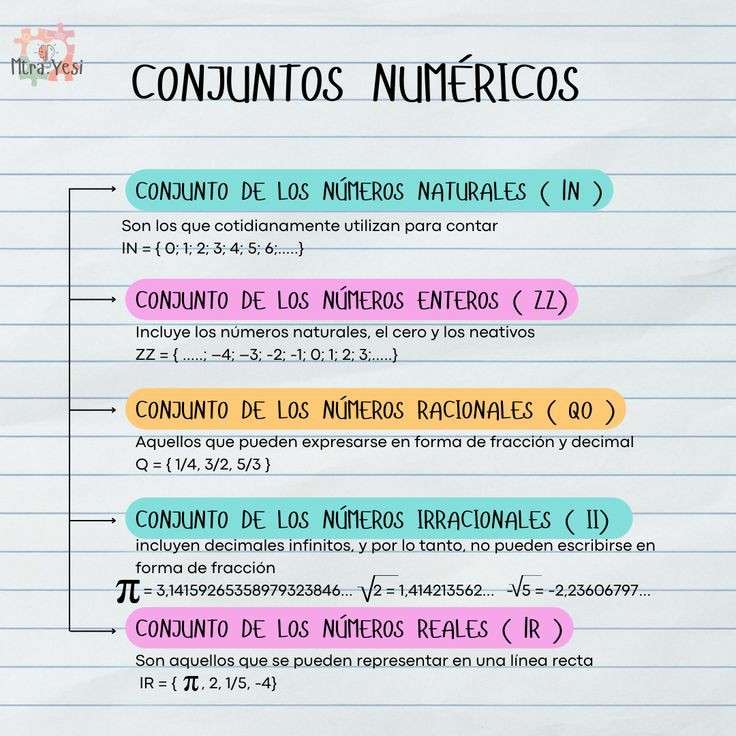 Mtra Yesi
CONJUNTOS NUMÉRICOS
CONJUNTO DE LOS NÚMEROS NATURALES ( IN )
Son los que cotidianamente utilizan para contar
IN = { 0; 1; 2; 3; 4; 5; 6;.....}
CONJUNTO DE LOS NÚMEROS ENTEROS ( ZZ)
Incluye los números naturales, el cero y los neativos
ZZ = { .....; –4; –3; -2; -1; 0; 1; 2; 3;.....}
CONJUNTO DE LOS NÚMEROS RACIONALES ( QO )
Aquellos que pueden expresarse en forma de fracción y decimal
Q = { 1/4, 3/2, 5/3 }
CONJUNTO DE LOS NÚMEROS IRRACIONALES ( II)
incluyen decimales infinitos, y por lo tanto, no pueden escribirse en
forma de fracción
π = 3,14159265358979323846... √2 = 1,414213562... -√5 = -2,23606797...
CONJUNTO DE LOS NÚMEROS REALES ( IR )
Son aquellos que se pueden representar en una línea recta
IR = { π, 2, 1/5, -4}